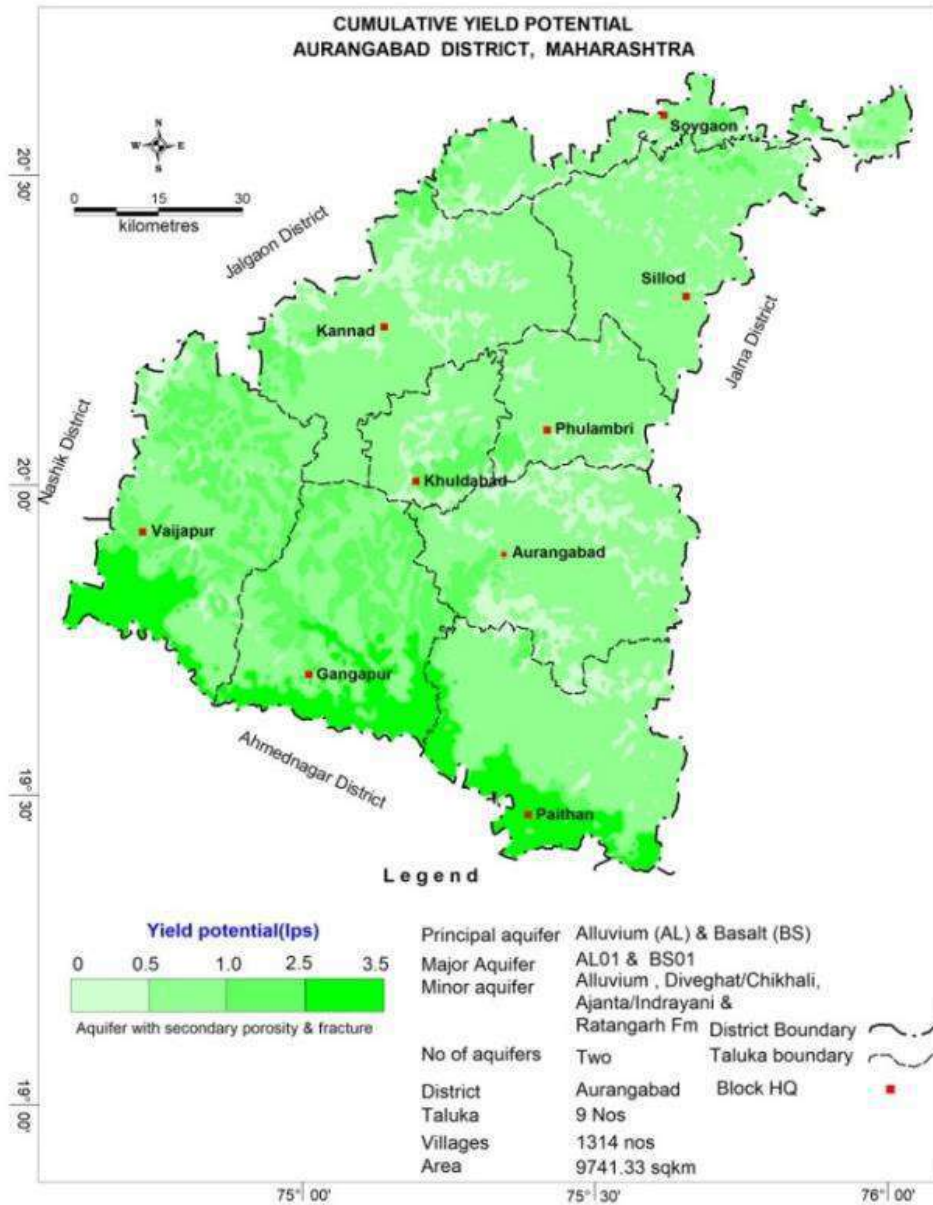 CUMULATIVE YIELD POTENTIAL
AURANGABAD DISTRICT, MAHARASHTRA
N
W E
S
0 15 30
kilometres
20° 30'
20° 00'
19° 30'
19° 00'
Soygaon
Jalgaon District
Sillod
Kannad
Jalna District
Nashik District
Phulambri
Khuldabad
Vaijapur
Aurangabad
Gangapur
Ahmednagar District
Paithan
Legend
Yield potential(lps)
0 0.5 1.0 2.5 3.5
Aquifer with secondary porosity & fracture
Principal aquifer Alluvium (AL) & Basalt (BS)
Major Aquifer AL01 & BS01
Minor aquifer Alluvium , Diveghat/Chikhali,
Ajanta/Indrayani &
Ratangarh Fm District Boundary
No of aquifers Two Taluka boundary
District Aurangabad Block HQ
Taluka 9 Nos
Villages 1314 nos
Area 9741.33 sqkm
75° 00' 75° 30' 76° 00'